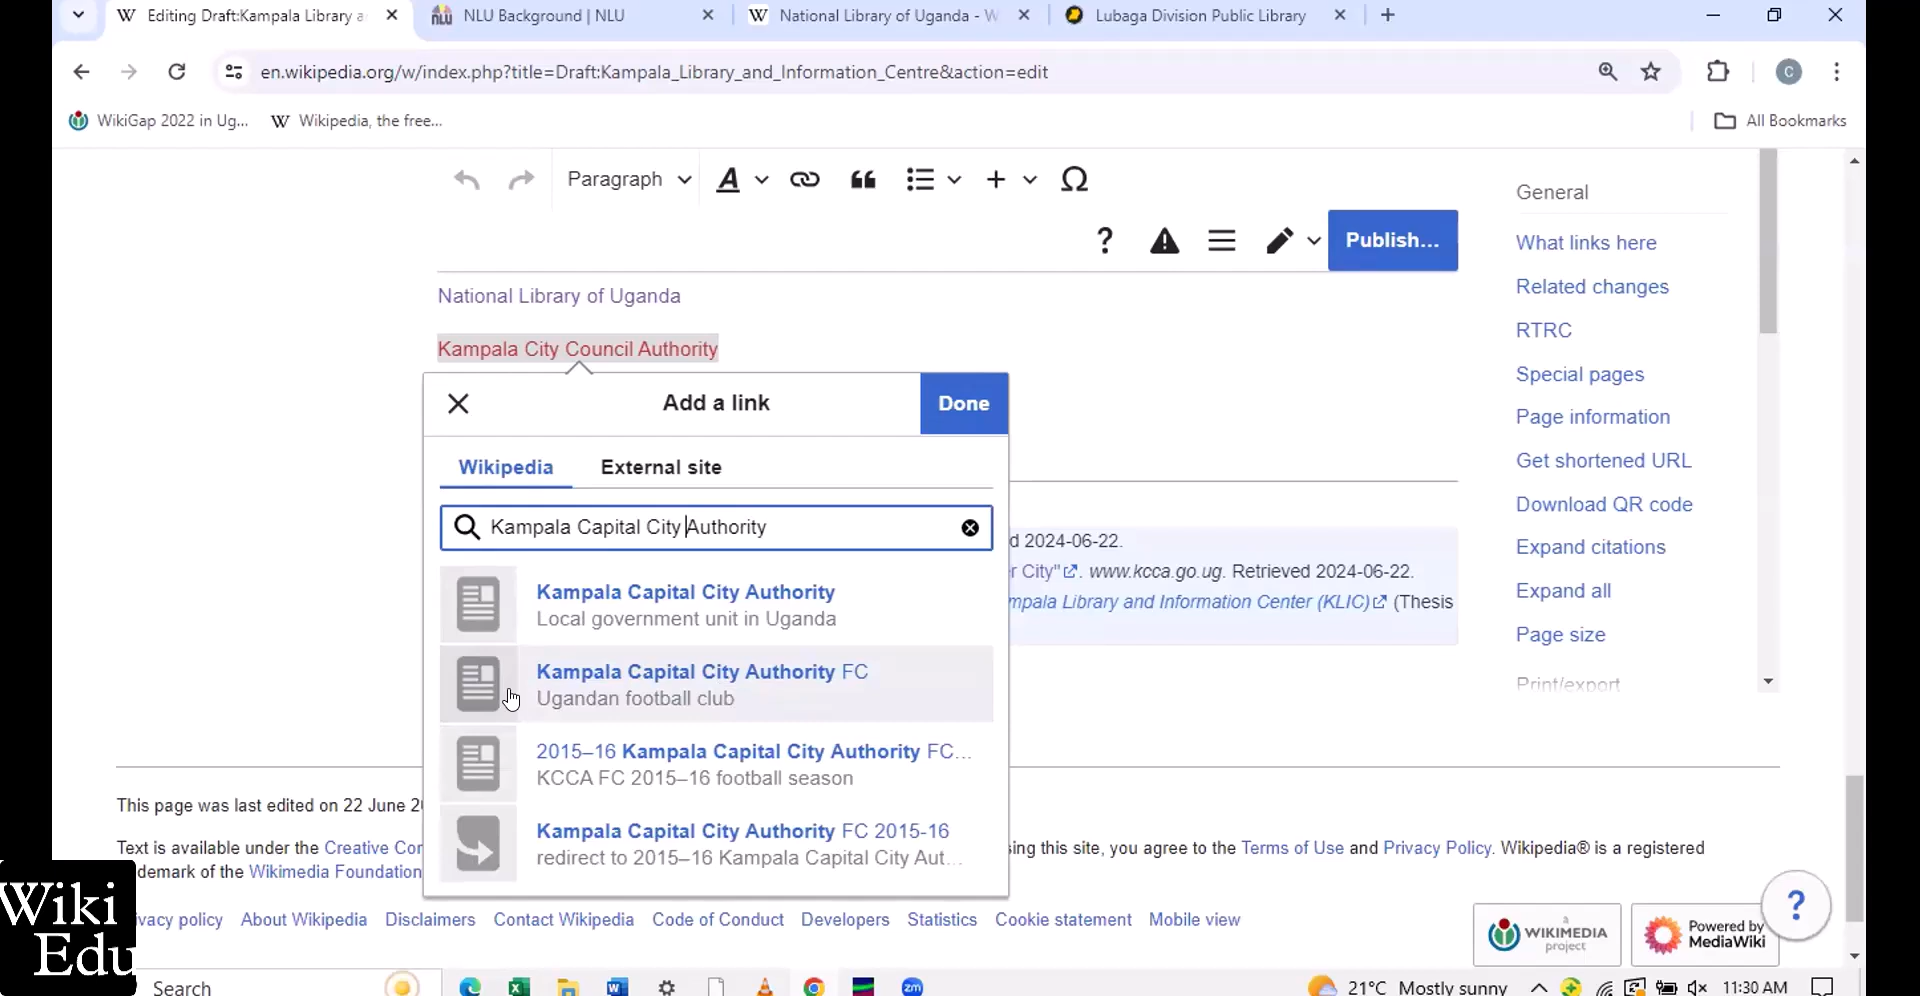 Editing Draft:Kampala Library a
NLU Background | NLU
National Library of Uganda - W
Lubaga Division Public Library
en.wikipedia.org/w/index.php?title=Draft:Kampala_Library_and_Information_Centre&action=edit
C
WikiGap 2022 in Ug...
Wikipedia, the free...
All Bookmarks
Paragraph
Publish...
National Library of Uganda
Kampala City Council Authority
Add a link
Done
Wikipedia
External site
Kampala Capital City Authority
Kampala Capital City Authority
Local government unit in Uganda
Kampala Capital City Authority FC
Ugandan football club
2015–16 Kampala Capital City Authority FC...
KCCA FC 2015–16 football season
Kampala Capital City Authority FC 2015-16
redirect to 2015–16 Kampala Capital City Aut...
d 2024-06-22.
r City". www.kcca.go.ug. Retrieved 2024-06-22.
mpala Library and Information Center (KLIC) (Thesis
General
What links here
Related changes
RTRC
Special pages
Page information
Get shortened URL
Download QR code
Expand citations
Expand all
Page size
Print/export
This page was last edited on 22 June 2
Text is available under the Creative Cor
ing this site, you agree to the Terms of Use and Privacy Policy. Wikipedia® is a registered
demark of the Wikimedia Foundation
ivacy policy
About Wikipedia
Disclaimers
Contact Wikipedia
Code of Conduct
Developers
Statistics
Cookie statement
Mobile view
a
WIKIMEDIA
project
Powered by
MediaWiki
?
Wiki
Edu
Search
zm
21°C Mostly sunny
11:30 AM